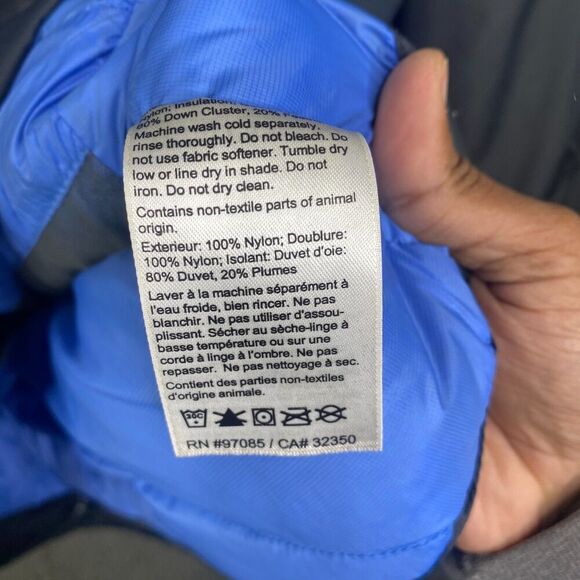 Nylon; Insulation:
80% Down Cluster, 20%
Machine wash cold separately,
rinse thoroughly. Do not bleach. Do
not use fabric softener. Tumble dry
low or line dry in shade. Do not
iron. Do not dry clean.
Contains non-textile parts of animal
origin.
Exterieur: 100% Nylon; Doublure:
100% Nylon; Isolant: Duvet d'oie:
80% Duvet, 20% Plumes
Laver à la machine séparément à
l'eau froide, bien rincer. Ne pas
blanchir. Ne pas utiliser d'assou-
plissant. Sécher au sèche-linge à
basse température ou sur une
corde à linge à l'ombre. Ne pas
repasser. Ne pas nettoyage à sec.
Contient des parties non-textiles
d'origine animale.
30C
RN #97085 / CA# 32350